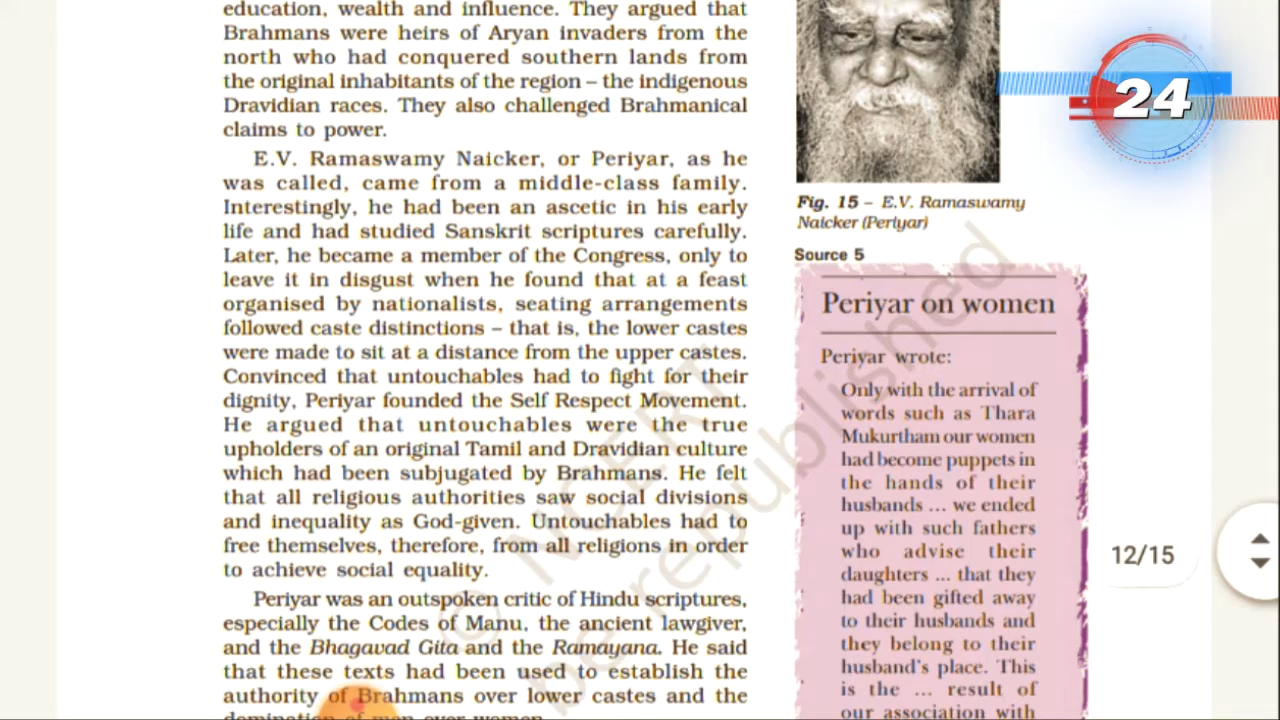 education, wealth and influence. They argued that
Brahmans were heirs of Aryan invaders from the
north who had conquered southern lands from
the original inhabitants of the region – the indigenous
Dravidian races. They also challenged Brahmanical
claims to power.
E.V. Ramaswamy Naicker, or Periyar, as he
was called, came from a middle-class family.
Interestingly, he had been an ascetic in his early
life and had studied Sanskrit scriptures carefully.
Later, he became a member of the Congress, only to
leave it in disgust when he found that at a feast
organised by nationalists, seating arrangements
followed caste distinctions – that is, the lower castes
were made to sit at a distance from the upper castes.
Convinced that untouchables had to fight for their
dignity, Periyar founded the Self Respect Movement.
He argued that untouchables were the true
upholders of an original Tamil and Dravidian culture
which had been subjugated by Brahmans. He felt
that all religious authorities saw social divisions
and inequality as God-given. Untouchables had to
free themselves, therefore, from all religions in order
to achieve social equality.
Periyar was an outspoken critic of Hindu scriptures,
especially the Codes of Manu, the ancient lawgiver,
and the Bhagavad Gita and the Ramayana. He said
that these texts had been used to establish the
authority of Brahmans over lower castes and the
domination of men over women.
24
Fig. 15 – E.V. Ramaswamy
Naicker (Periyar)
Source 5
Periyar on women
Periyar wrote:
Only with the arrival of
words such as Thara
Mukurtham our women
had become puppets in
the hands of their
husbands ... we ended
up with such fathers
who advise their
daughters ... that they
had been gifted away
to their husbands and
they belong to their
husband's place. This
is the ... result of
our association with
12/15
© NCERT
be republished